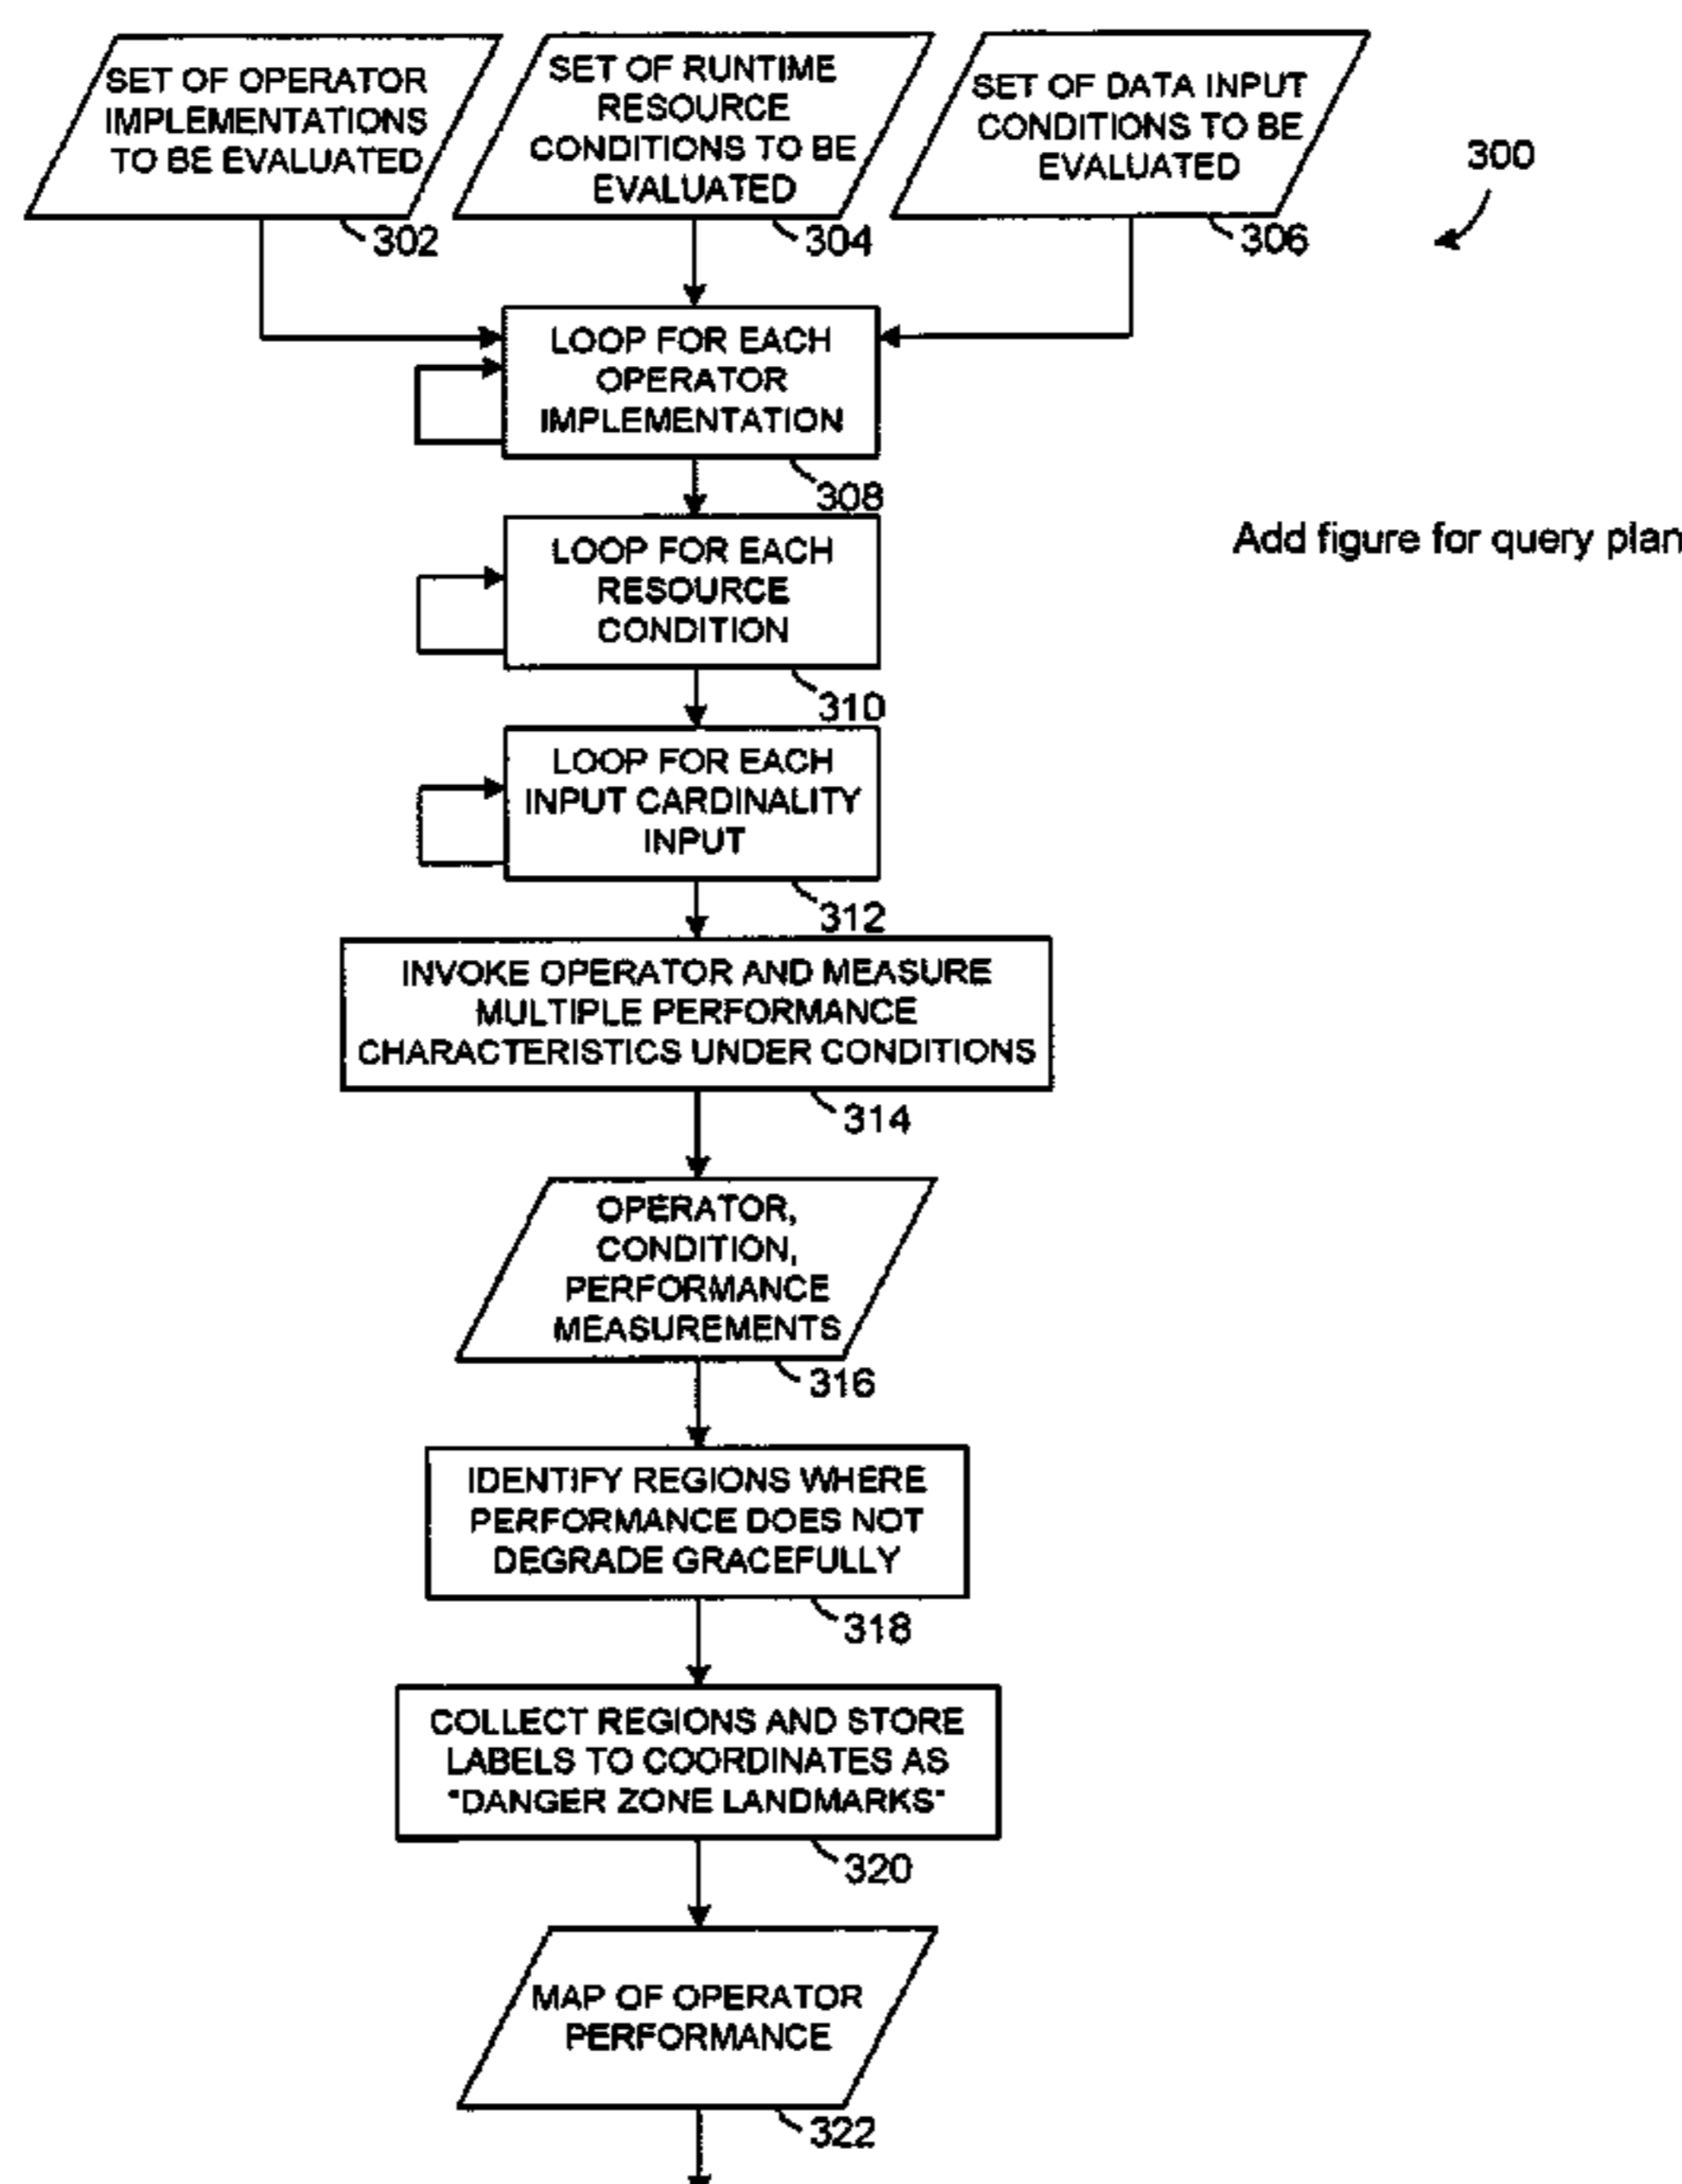 SET OF OPERATOR
IMPLEMENTATIONS
TO BE EVALUATED
302
SET OF RUNTIME
RESOURCE
CONDITIONS TO BE
EVALUATED
304
SET OF DATA INPUT
CONDITIONS TO BE
EVALUATED
306
300
LOOP FOR EACH
OPERATOR
IMPLEMENTATION
308
Add figure for query plan
LOOP FOR EACH
RESOURCE
CONDITION
310
LOOP FOR EACH
INPUT CARDINALITY
INPUT
312
INVOKE OPERATOR AND MEASURE
MULTIPLE PERFORMANCE
CHARACTERISTICS UNDER CONDITIONS
314
OPERATOR,
CONDITION,
PERFORMANCE
MEASUREMENTS
316
IDENTIFY REGIONS WHERE
PERFORMANCE DOES NOT
DEGRADE GRACEFULLY
318
COLLECT REGIONS AND STORE
LABELS TO COORDINATES AS
"DANGER ZONE LANDMARKS"
320
MAP OF OPERATOR
PERFORMANCE
322